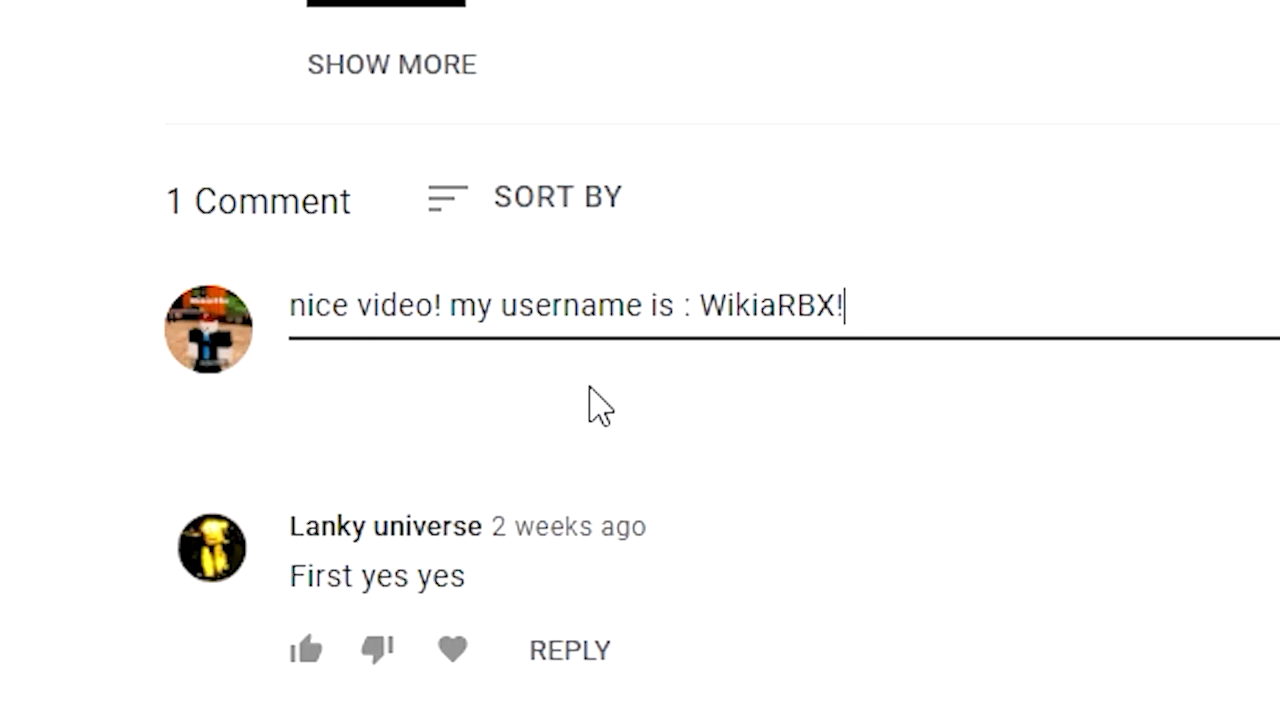 SHOW MORE
1 Comment
SORT BY
nice video! my username is : WikiaRBX!
Lanky universe 2 weeks ago
First yes yes
REPLY